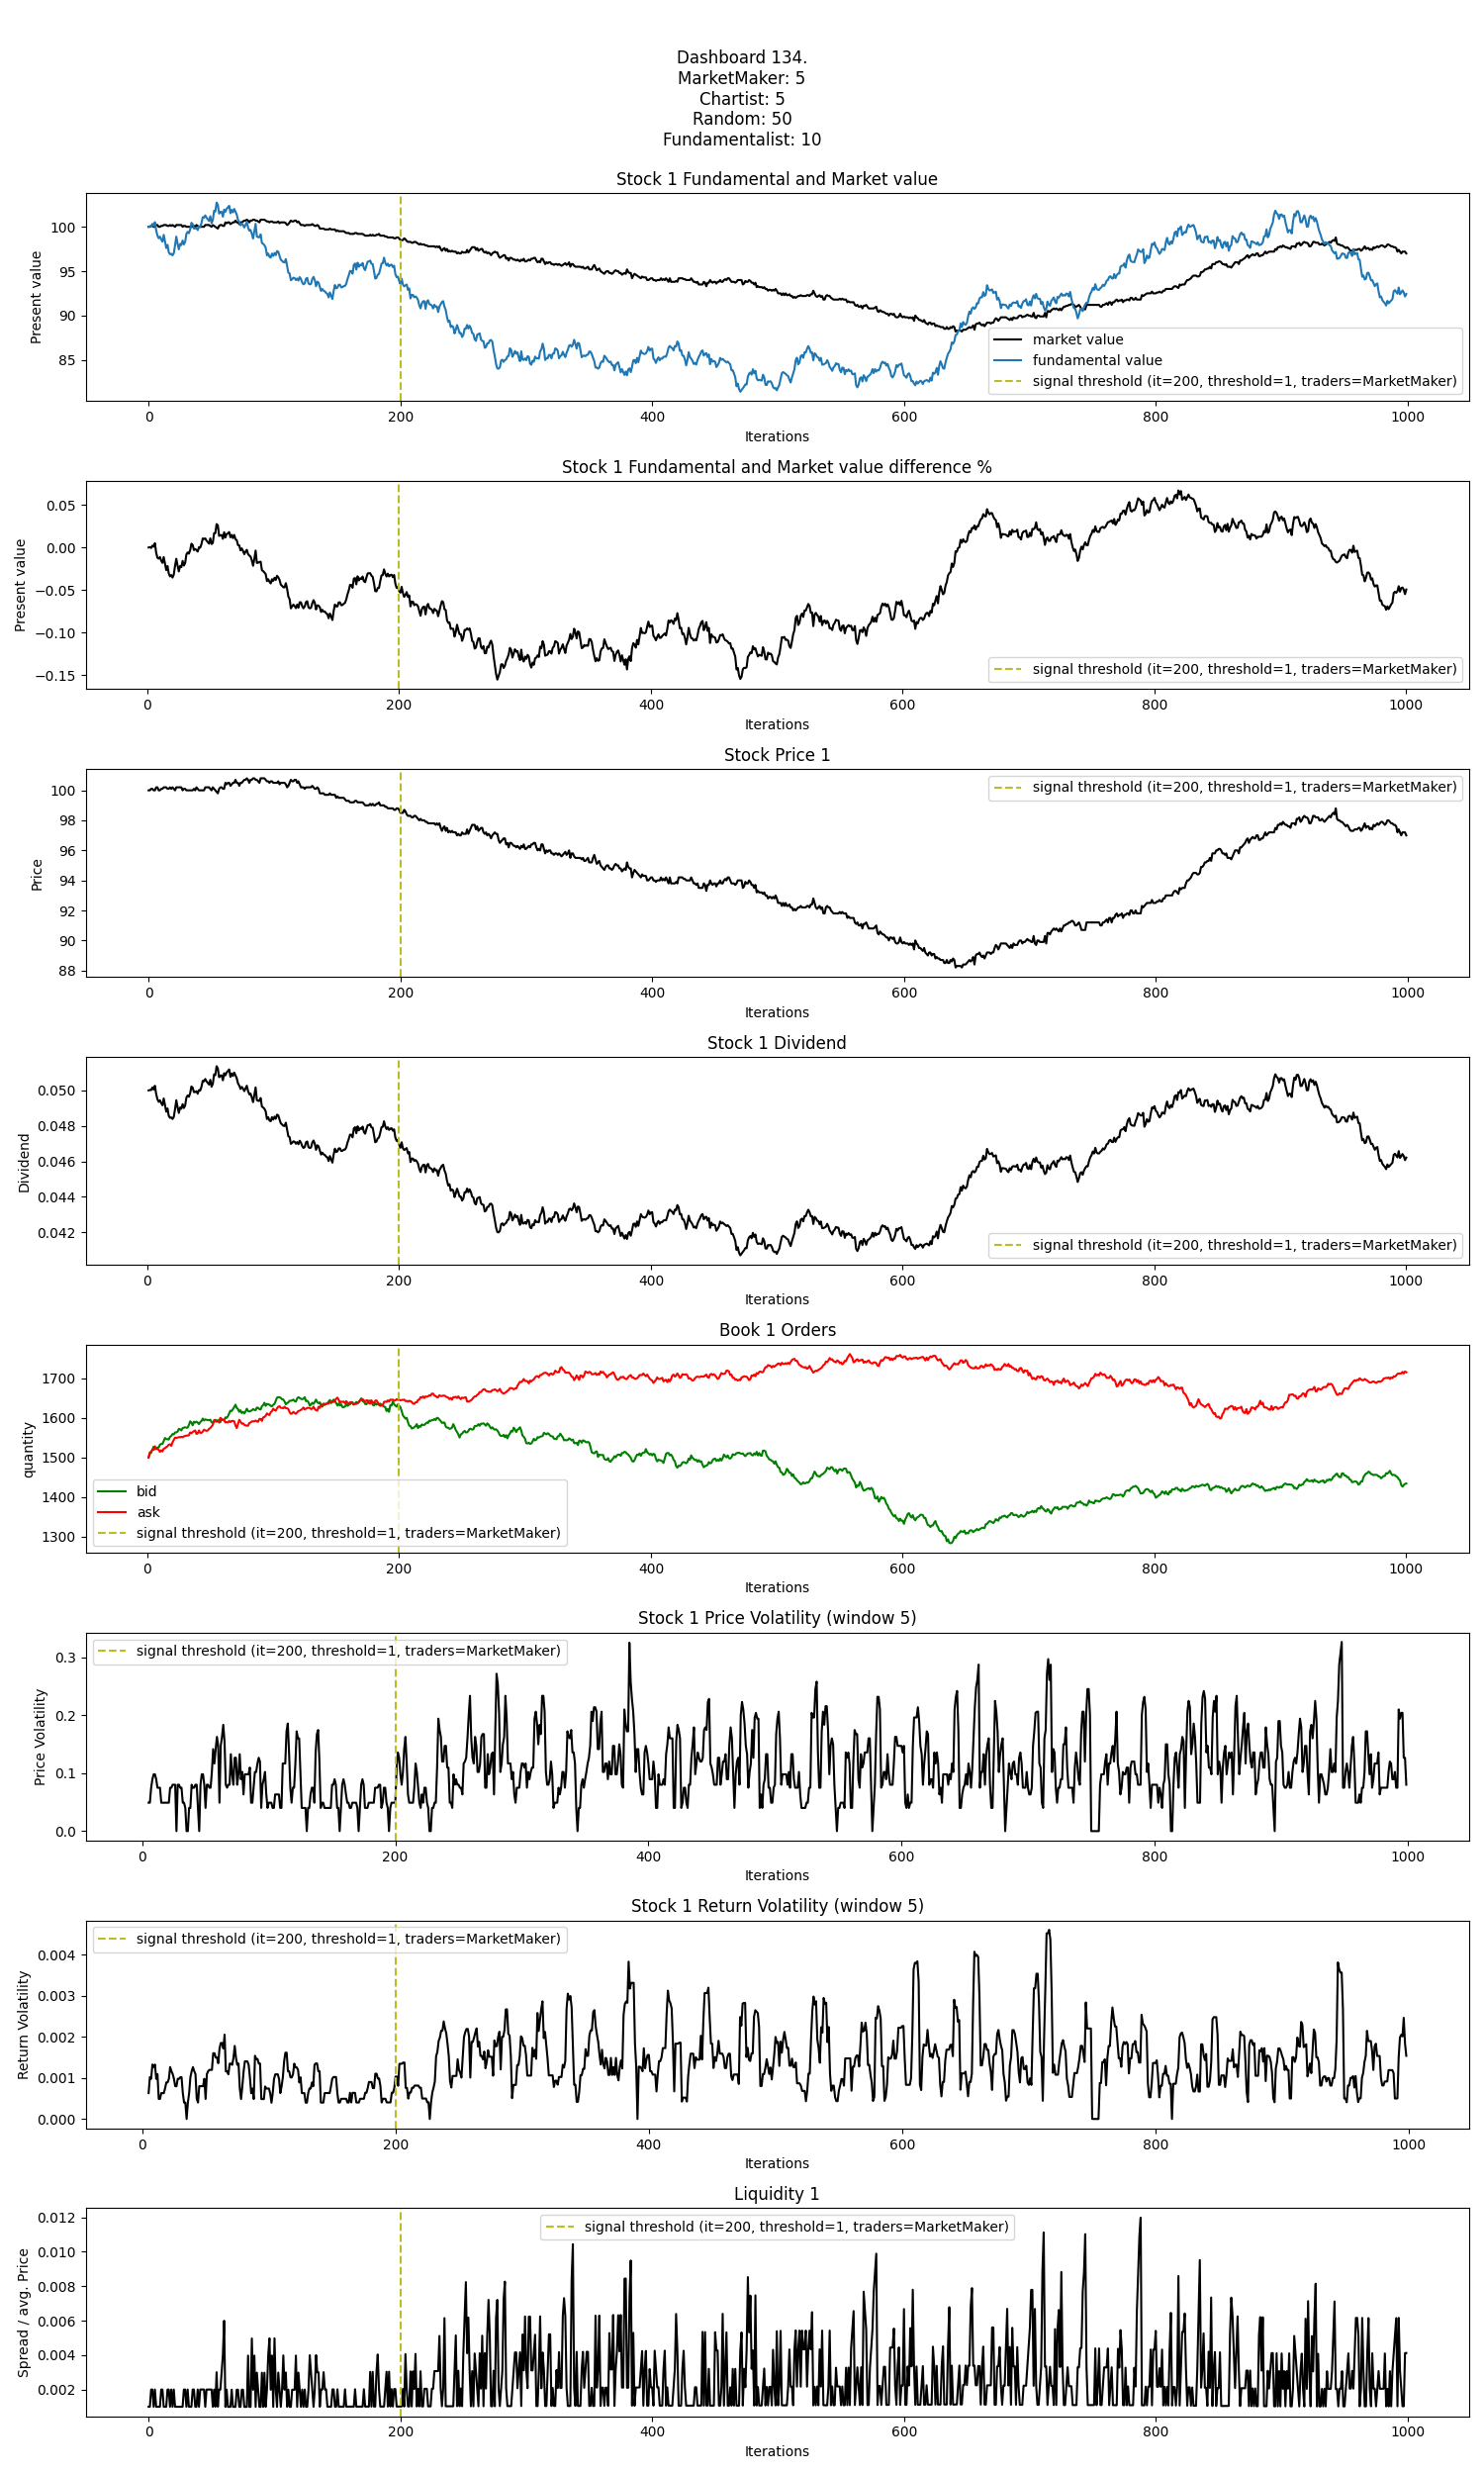 Dashboard 134.
MarketMaker: 5
Chartist: 5
Random: 50
Fundamentalist: 10
Stock 1 Fundamental and Market value
Present value
100
95
90
85
market value
fundamental value
signal threshold (it=200, threshold=1, traders=MarketMaker)
0 200 400 600 800 1000
Iterations
Stock 1 Fundamental and Market value difference %
Present value
0.05
0.00
−0.05
−0.10
−0.15
signal threshold (it=200, threshold=1, traders=MarketMaker)
0 200 400 600 800 1000
Iterations
Stock Price 1
Price
100
98
96
94
92
90
88
signal threshold (it=200, threshold=1, traders=MarketMaker)
0 200 400 600 800 1000
Iterations
Stock 1 Dividend
Dividend
0.050
0.048
0.046
0.044
0.042
signal threshold (it=200, threshold=1, traders=MarketMaker)
0 200 400 600 800 1000
Iterations
Book 1 Orders
quantity
1700
1600
1500
1400
1300
bid
ask
signal threshold (it=200, threshold=1, traders=MarketMaker)
0 200 400 600 800 1000
Iterations
Stock 1 Price Volatility (window 5)
Price Volatility
0.3
0.2
0.1
0.0
signal threshold (it=200, threshold=1, traders=MarketMaker)
0 200 400 600 800 1000
Iterations
Stock 1 Return Volatility (window 5)
Return Volatility
0.004
0.003
0.002
0.001
0.000
signal threshold (it=200, threshold=1, traders=MarketMaker)
0 200 400 600 800 1000
Iterations
Liquidity 1
Spread / avg. Price
0.012
0.010
0.008
0.006
0.004
0.002
signal threshold (it=200, threshold=1, traders=MarketMaker)
0 200 400 600 800 1000
Iterations